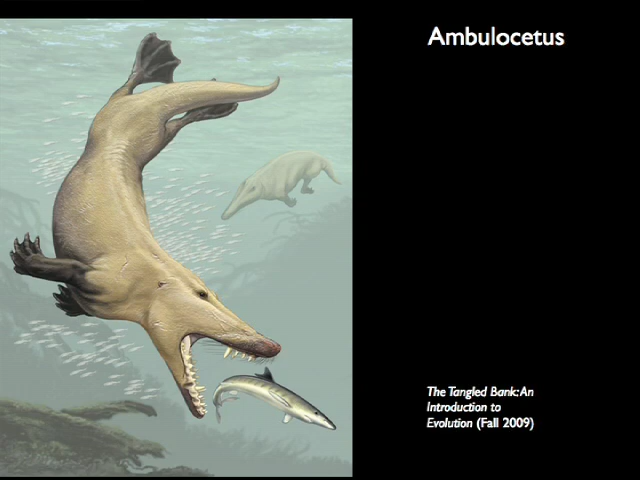 Ambulocetus
The Tangled Bank: An
Introduction to
Evolution (Fall 2009)